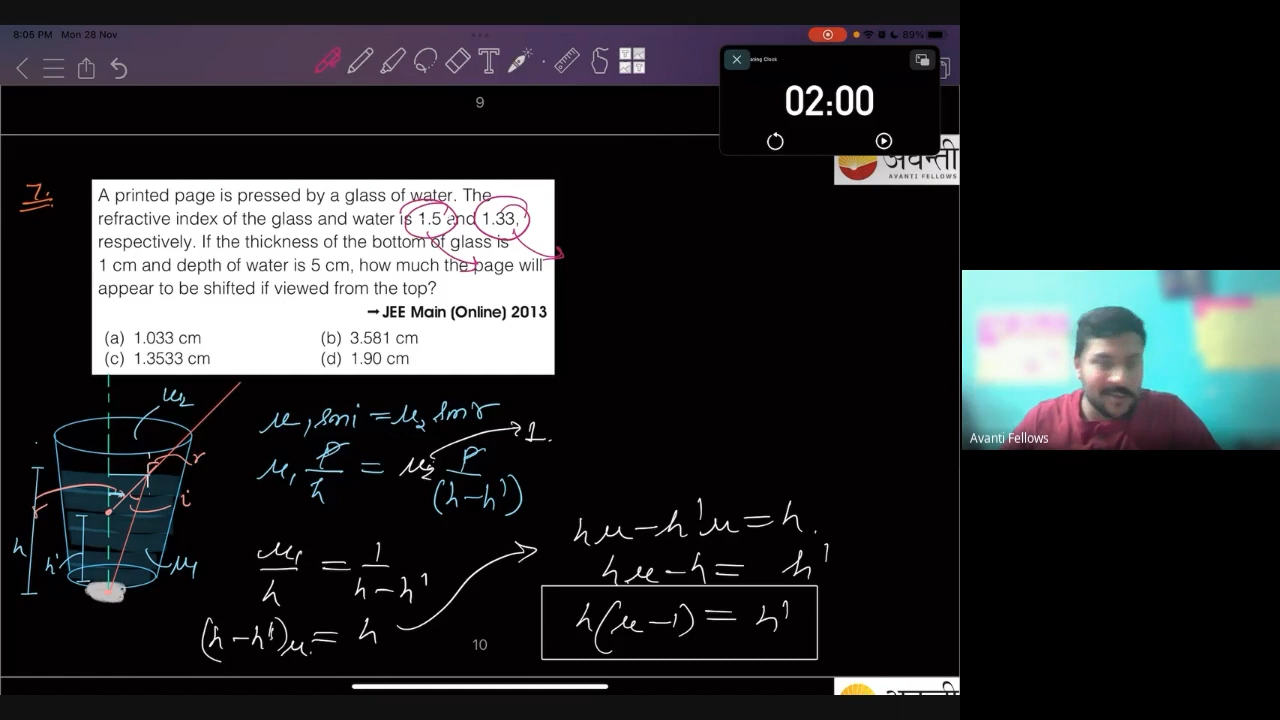 8:05 PM Mon 28 Nov
89%
9
02:00
अवन्ती
AVANTI FELLOWS
7.
A printed page is pressed by a glass of water. The
refractive index of the glass and water is 1.5 and 1.33,
respectively. If the thickness of the bottom of glass is
1 cm and depth of water is 5 cm, how much the page will
appear to be shifted if viewed from the top?
→ JEE Main (Online) 2013
(a) 1.033 cm (b) 3.581 cm
(c) 1.3533 cm (d) 1.90 cm
μ2
μ1 sin i = μ2 sin r
1.
μ1 P/h = μ2 P/(h-h')
r
i
h
h'
μ1
μ1/h = 1/h-h'
(h-h')μ = h
hμ-h'μ = h.
hμ-h = h'
h(μ-1) = h'
10
Avanti Fellows